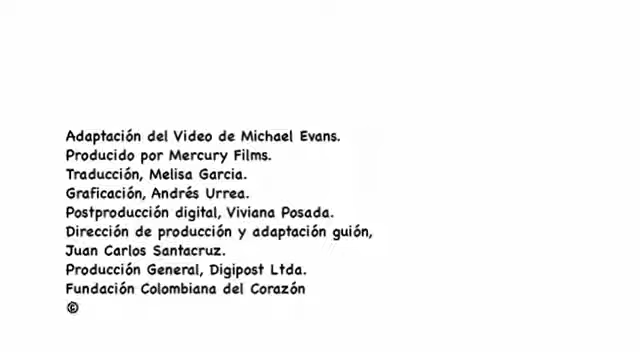 Adaptación del Video de Michael Evans.
Producido por Mercury Films.
Traducción, Melisa Garcia.
Graficación, Andrés Urrea.
Postproducción digital, Viviana Posada.
Dirección de producción y adaptación guión,
Juan Carlos Santacruz.
Producción General, Digipost Ltda.
Fundación Colombiana del Corazón
©